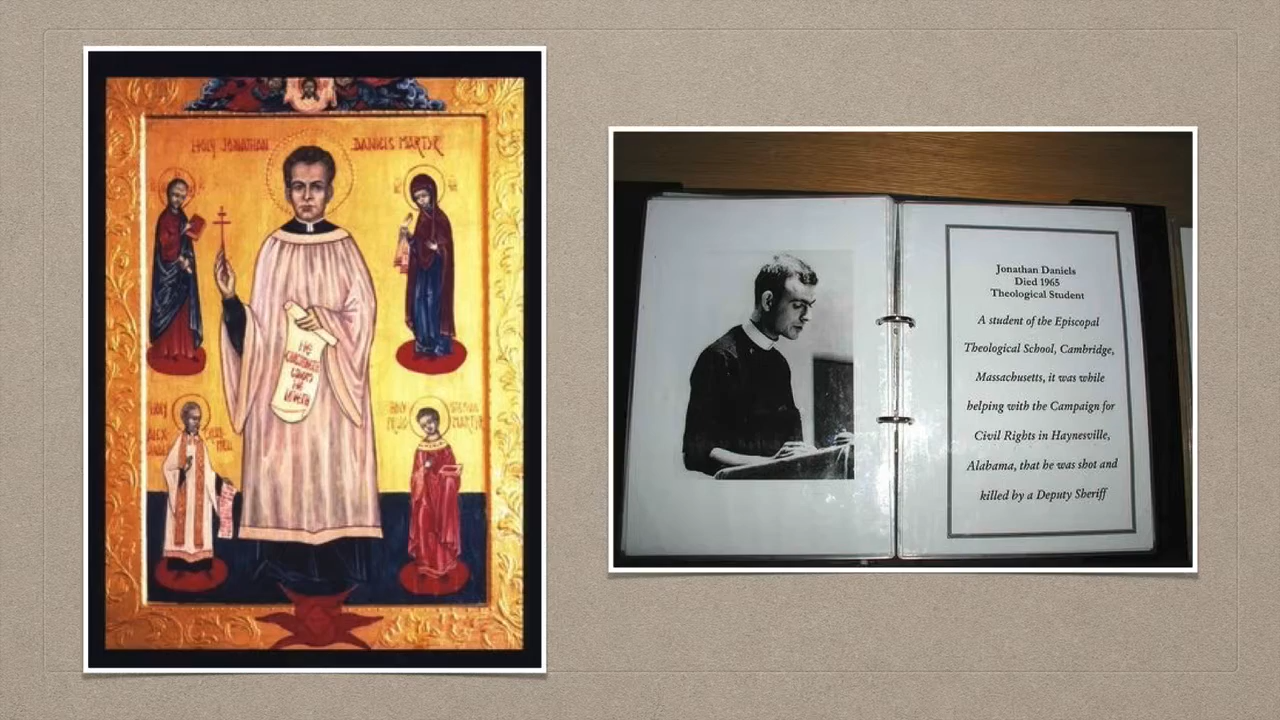 HOLY JONATHAN DANIELS MARTYR
Jonathan Daniels
Died 1965
Theological Student
A student of the Episcopal
Theological School, Cambridge,
Massachusetts, it was while
helping with the Campaign for
Civil Rights in Haynesville,
Alabama, that he was shot and
killed by a Deputy Sheriff